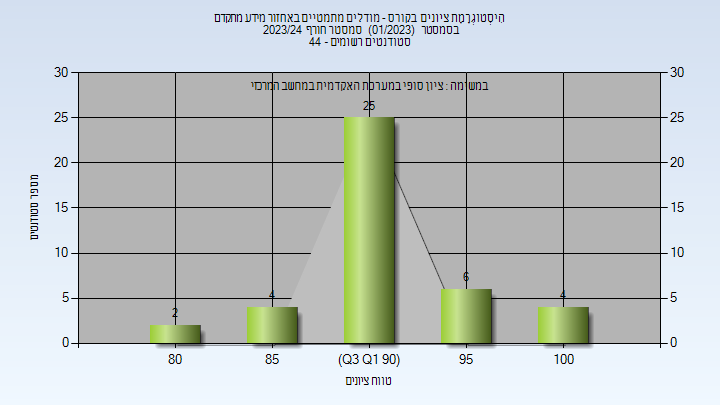 היסטוגרמת ציונים בקורס - מודלים מתמטיים באחזור מידע מתקדם
בסמסטר (01/2023) סמסטר חורף 2023/24
סטודנטים רשומים - 44
במשימה : ציון סופי במערכת האקדמית במחשב המרכזי
מספר סטודנטים
30 30
25 25
20 20
15 15
10 10
5 5
0 0
2 4 25 6 4
80 85 (Q3 Q1 90) 95 100
טווח ציונים